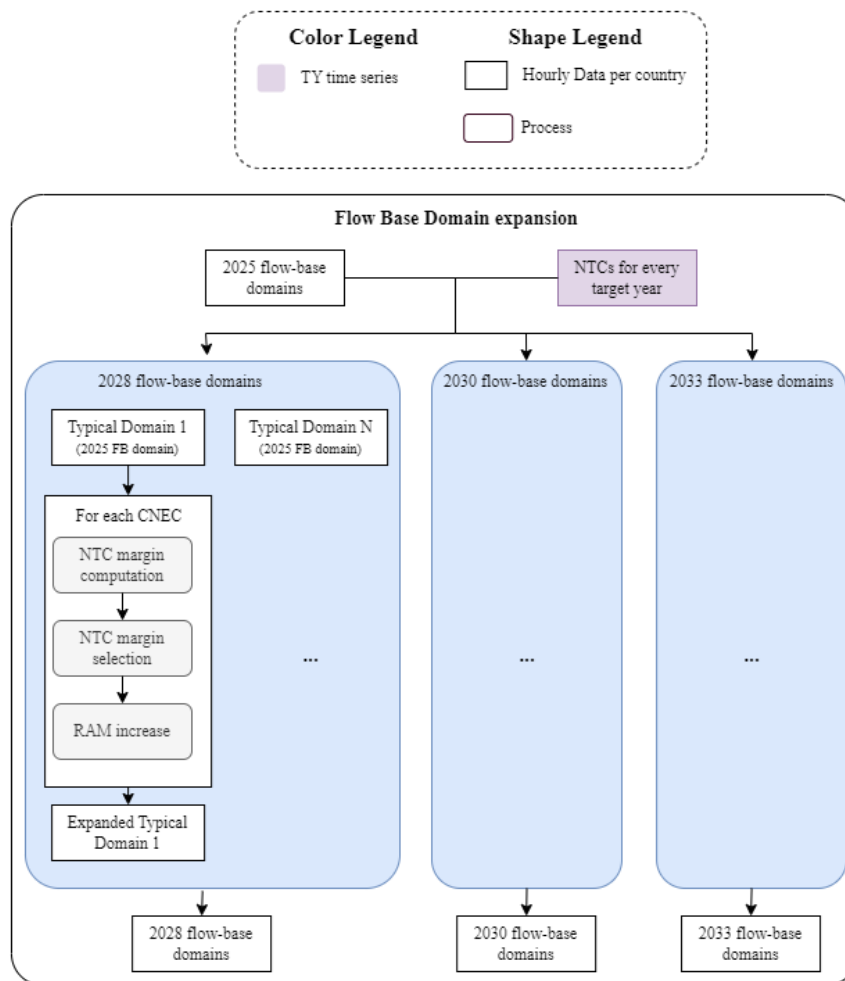 Color Legend
Shape Legend
TY time series
Hourly Data per country
Process
Flow Base Domain expansion
2025 flow-base
domains
NTCs for every
target year
2028 flow-base domains
2030 flow-base domains
2033 flow-base domains
Typical Domain 1
(2025 FB domain)
Typical Domain N
(2025 FB domain)
For each CNEC
NTC margin
computation
NTC margin
selection
...
...
...
RAM increase
Expanded Typical
Domain 1
2028 flow-base
domains
2030 flow-base
domains
2033 flow-base
domains